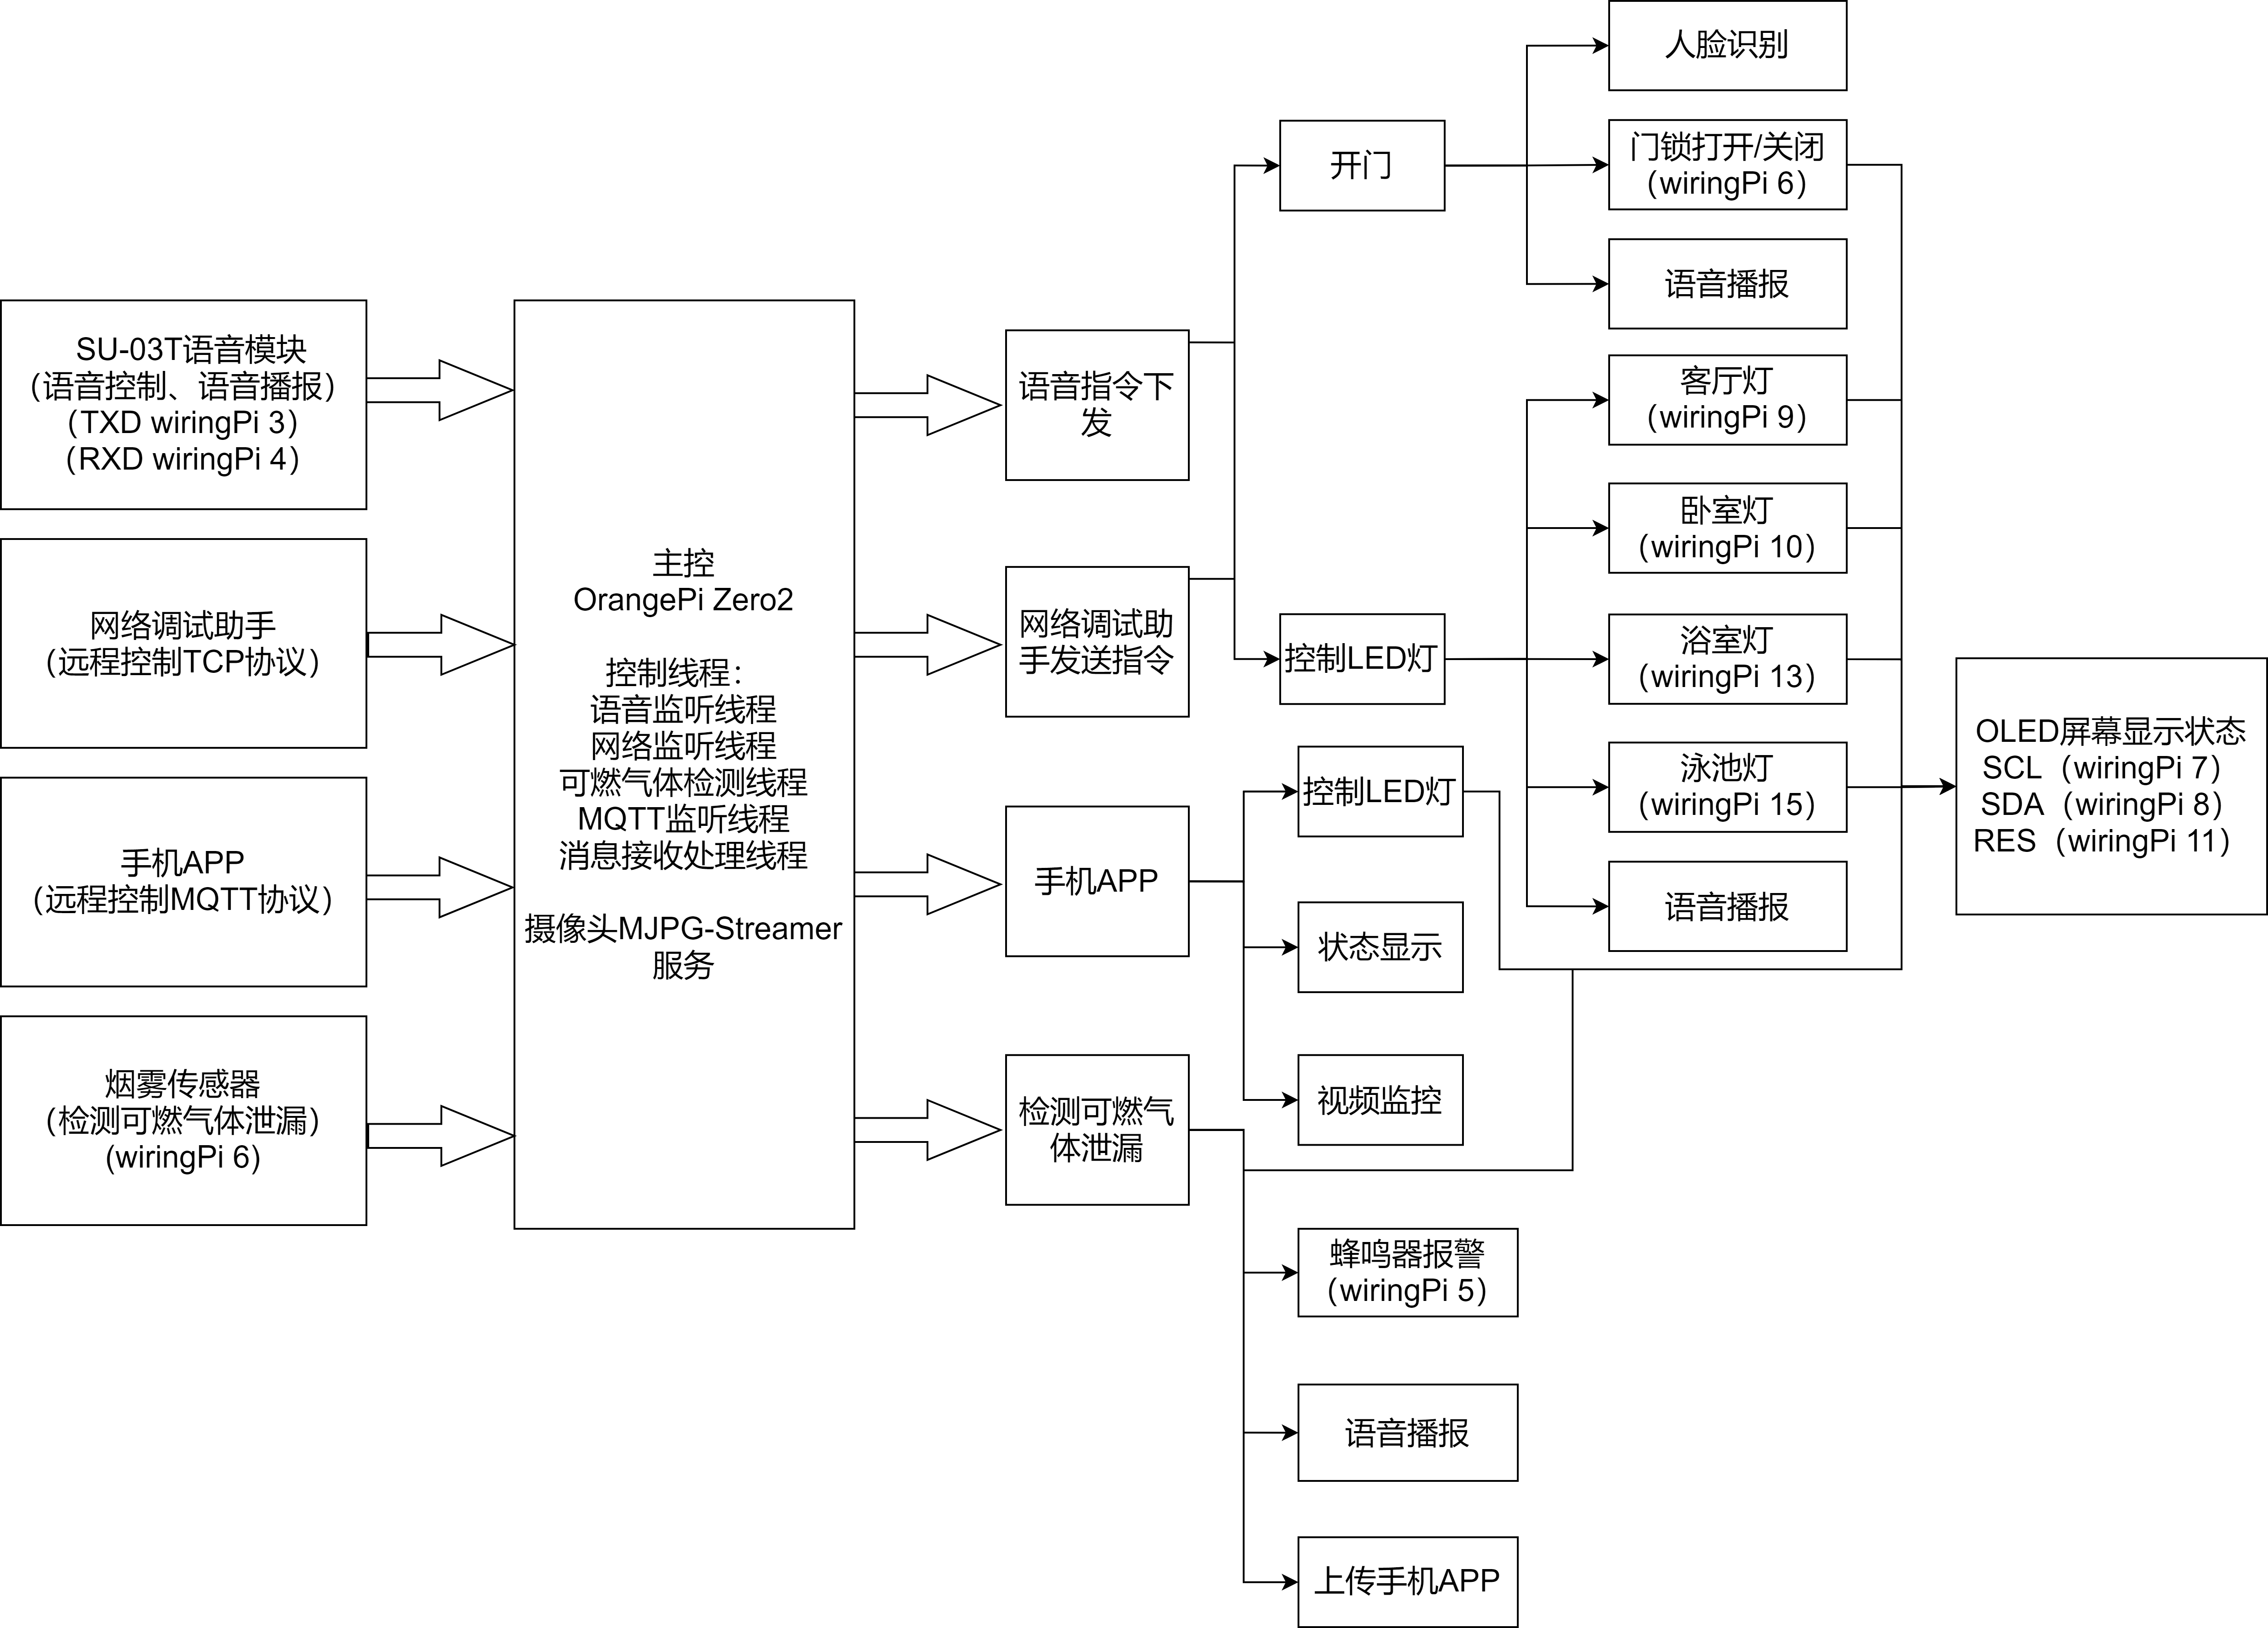 SU-03T语音模块
（语音控制、语音播报）
（TXD wiringPi 3）
（RXD wiringPi 4）
网络调试助手
（远程控制TCP协议）
手机APP
（远程控制MQTT协议）
烟雾传感器
（检测可燃气体泄漏）
(wiringPi 6)
主控
OrangePi Zero2
控制线程：
语音监听线程
网络监听线程
可燃气体检测线程
MQTT监听线程
消息接收处理线程
摄像头MJPG-Streamer
服务
语音指令下
发
网络调试助
手发送指令
手机APP
检测可燃气
体泄漏
开门
控制LED灯
控制LED灯
状态显示
视频监控
蜂鸣器报警
（wiringPi 5）
语音播报
上传手机APP
人脸识别
门锁打开/关闭
（wiringPi 6）
语音播报
客厅灯
（wiringPi 9）
卧室灯
（wiringPi 10）
浴室灯
（wiringPi 13）
泳池灯
（wiringPi 15）
语音播报
OLED屏幕显示状态
SCL（wiringPi 7）
SDA（wiringPi 8）
RES（wiringPi 11）